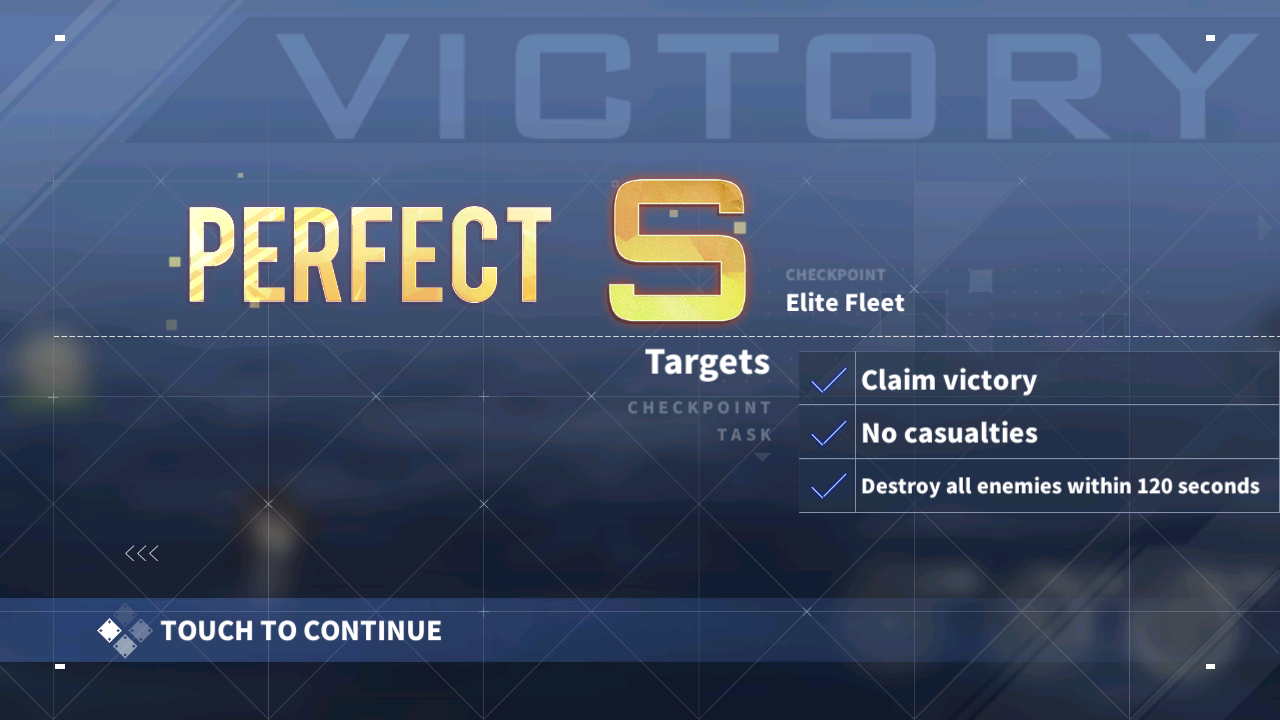 VICTORY
PERFECT S
CHECKPOINT
Elite Fleet
Targets
CHECKPOINT
TASK
Claim victory
No casualties
Destroy all enemies within 120 seconds
TOUCH TO CONTINUE